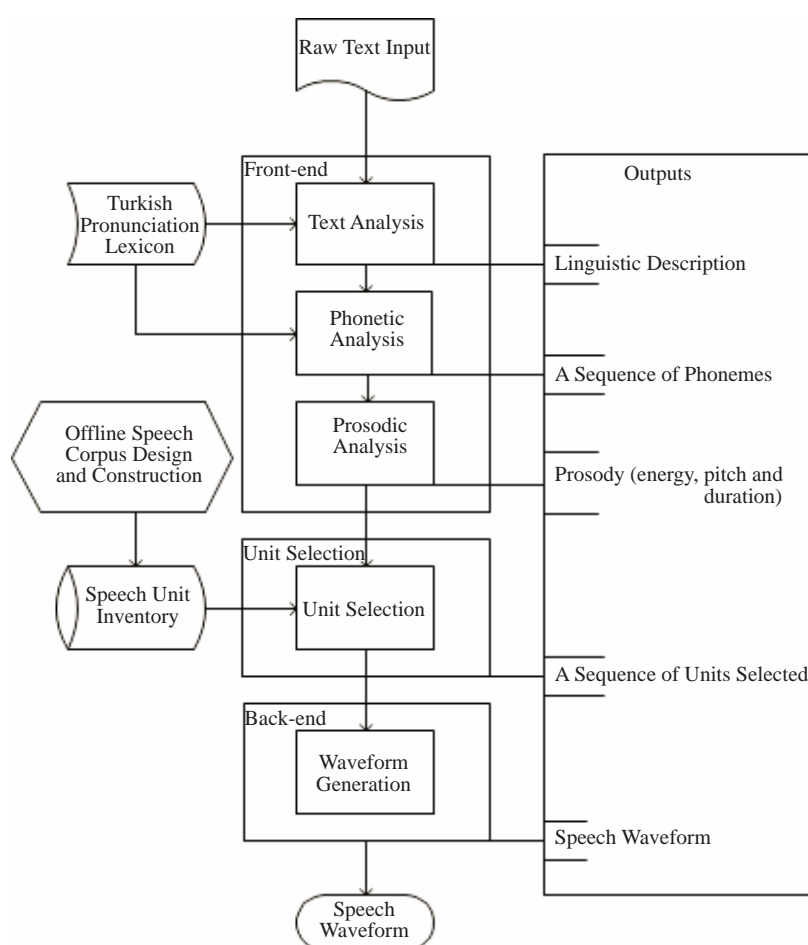 Raw Text Input
Front-end
Outputs
Turkish
Pronunciation
Lexicon
Text Analysis
Linguistic Description
Phonetic
Analysis
A Sequence of Phonemes
Offline Speech
Corpus Design
and Construction
Prosodic
Analysis
Prosody (energy, pitch and
duration)
Unit Selection
Speech Unit
Inventory
Unit Selection
A Sequence of Units Selected
Back-end
Waveform
Generation
Speech Waveform
Speech
Waveform